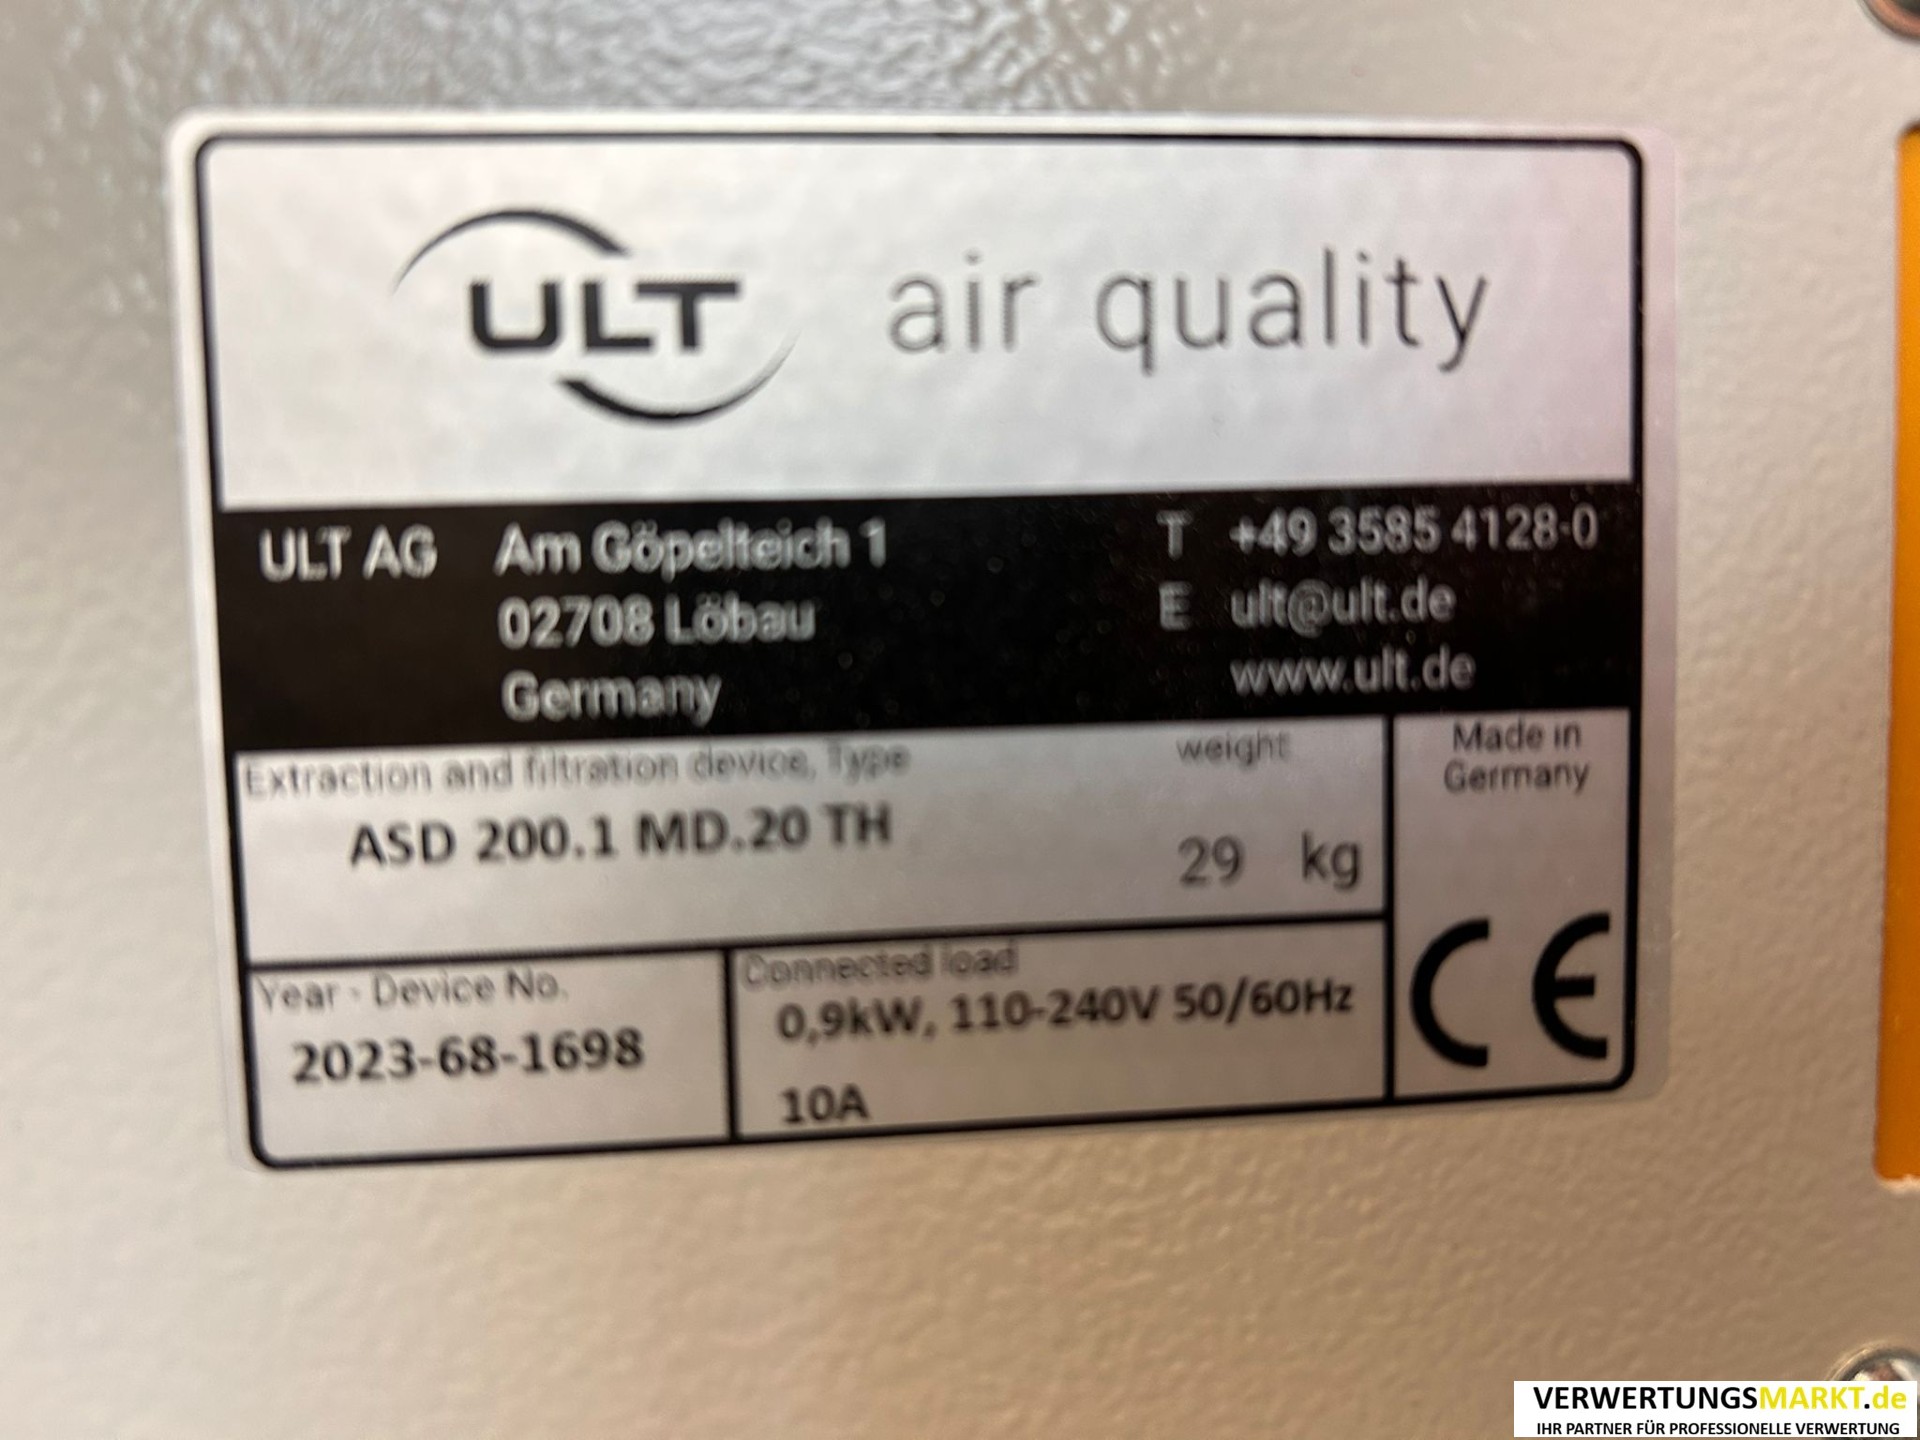 ULT air quality
ULT AG Am Göpelteich 1 T +49 3585 4128-0
02708 Löbau E ult@ult.de
Germany www.ult.de
Extraction and filtration device, Type
ASD 200.1 MD.20 TH
weight
29 kg
Made in
Germany
CE
Year - Device No.
2023-68-1698
Connected load
0,9kW, 110-240V 50/60Hz
10A
VERWERTUNGSMARKT.de
IHR PARTNER FÜR PROFESSIONELLE VERWERTUNG